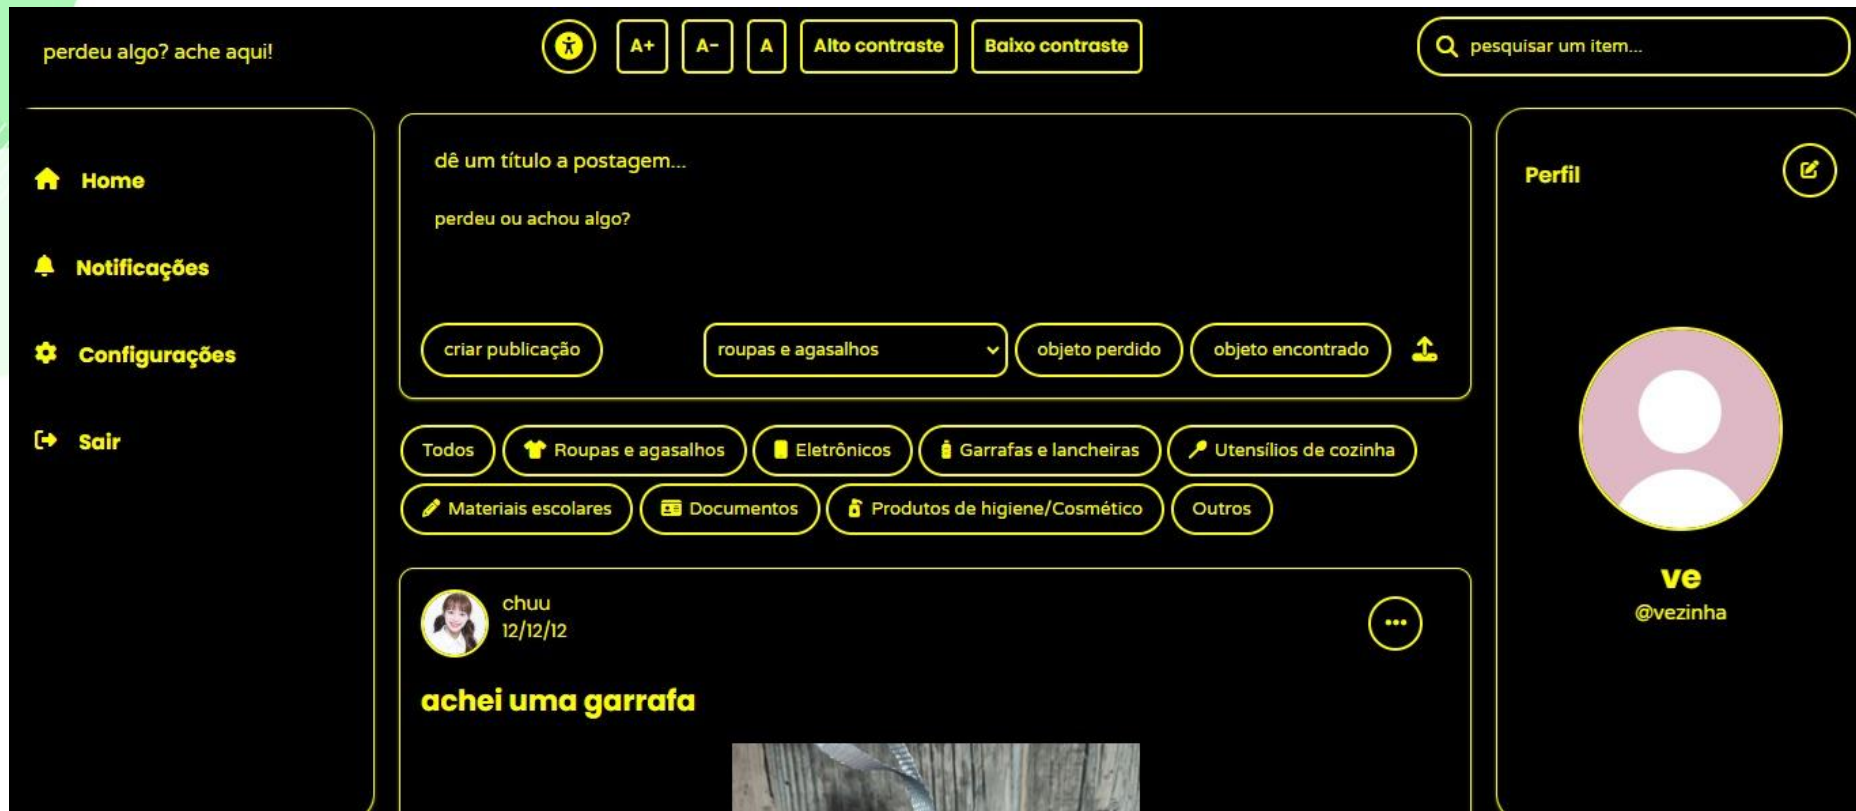 perdeu algo? ache aqui!
A+ A- A Alto contraste Baixo contraste
pesquisar um item...
Home
Notificações
Configurações
Sair
dê um título a postagem...
perdeu ou achou algo?
criar publicação roupas e agasalhos objeto perdido objeto encontrado
Todos Roupas e agasalhos Eletrônicos Garrafas e lancheiras Utensílios de cozinha
Materiais escolares Documentos Produtos de higiene/Cosmético Outros
chuu
12/12/12
achei uma garrafa
Perfil
ve
@vezinha